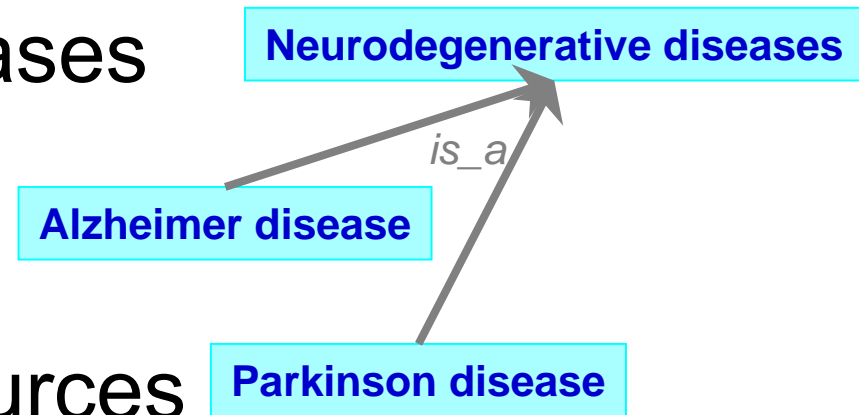 ases
Neurodegenerative diseases
is_a
Alzheimer disease
urces
Parkinson disease